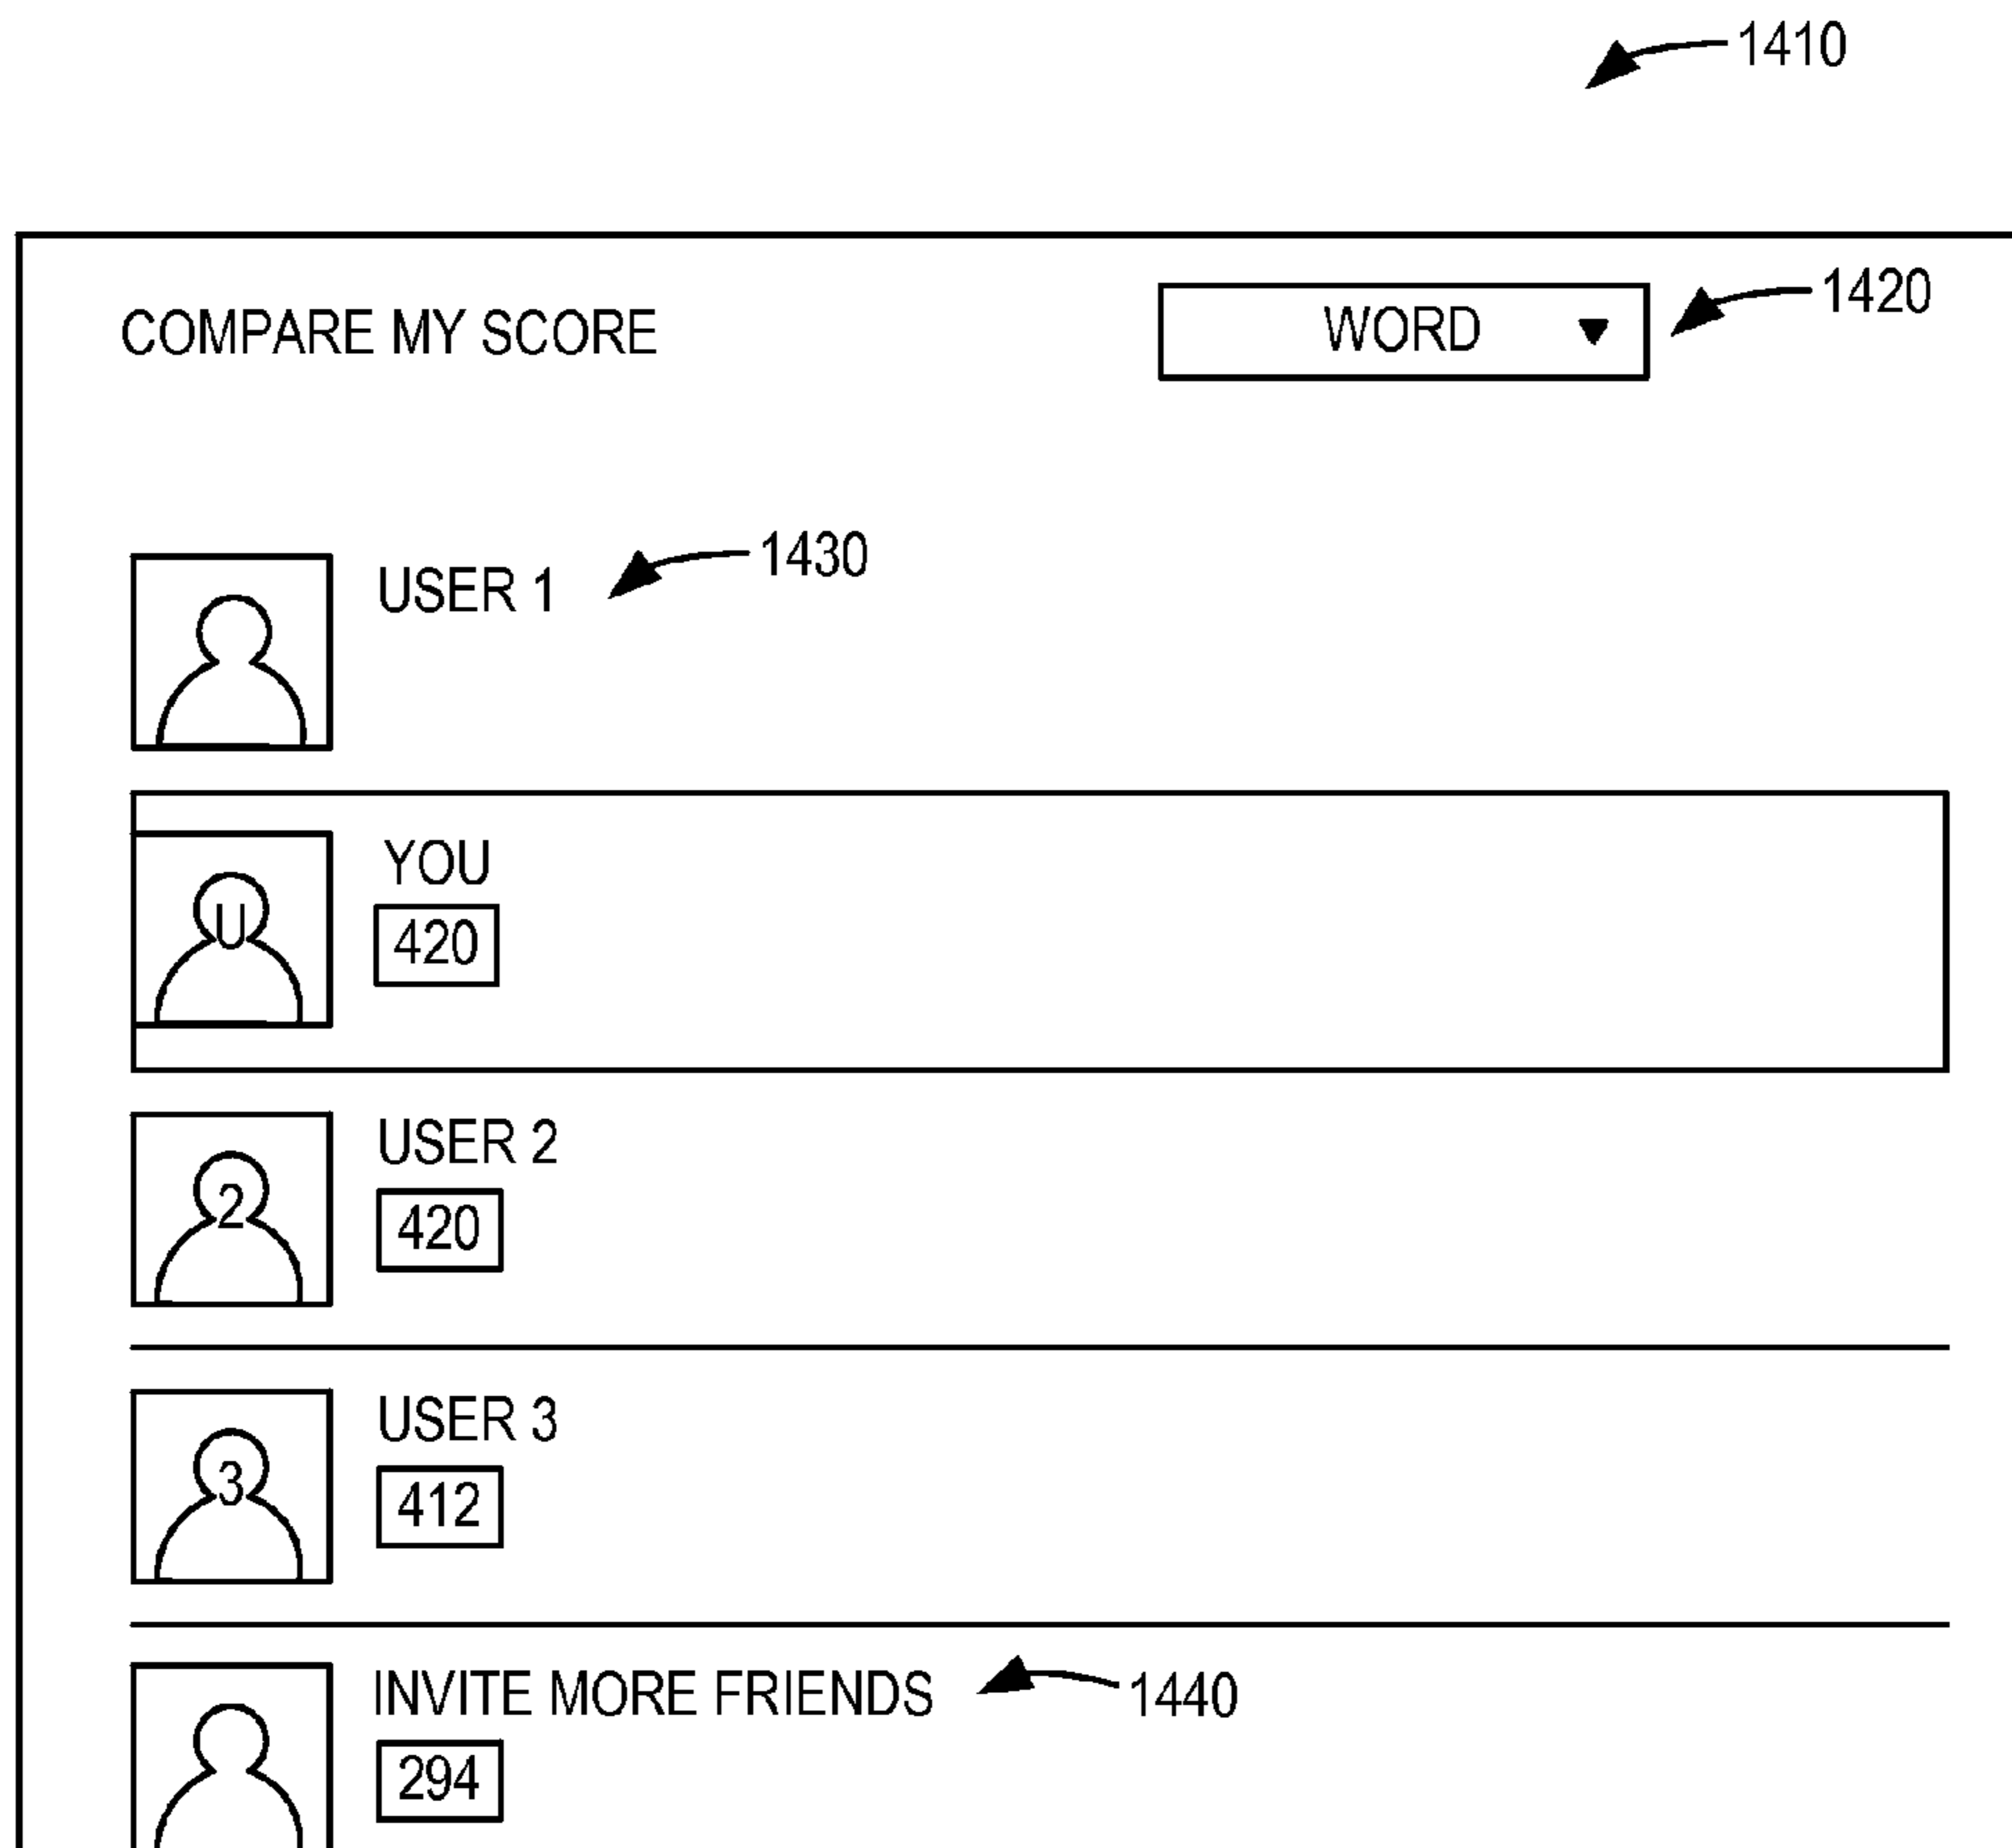 1410
COMPARE MY SCORE WORD 1420
USER 1 1430
YOU
U
420
USER 2
2
420
USER 3
3
412
INVITE MORE FRIENDS 1440
294